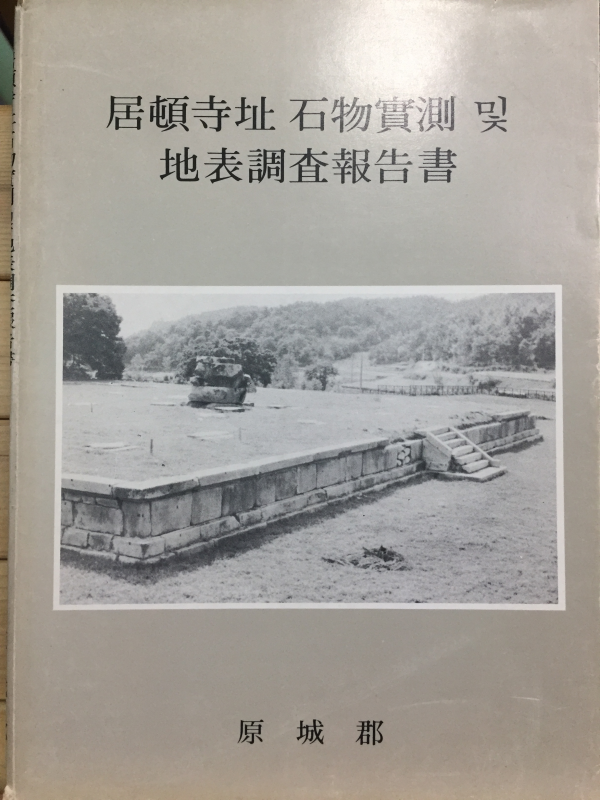 居頓寺址 石物實測 및
地表調査報告書
原城郡